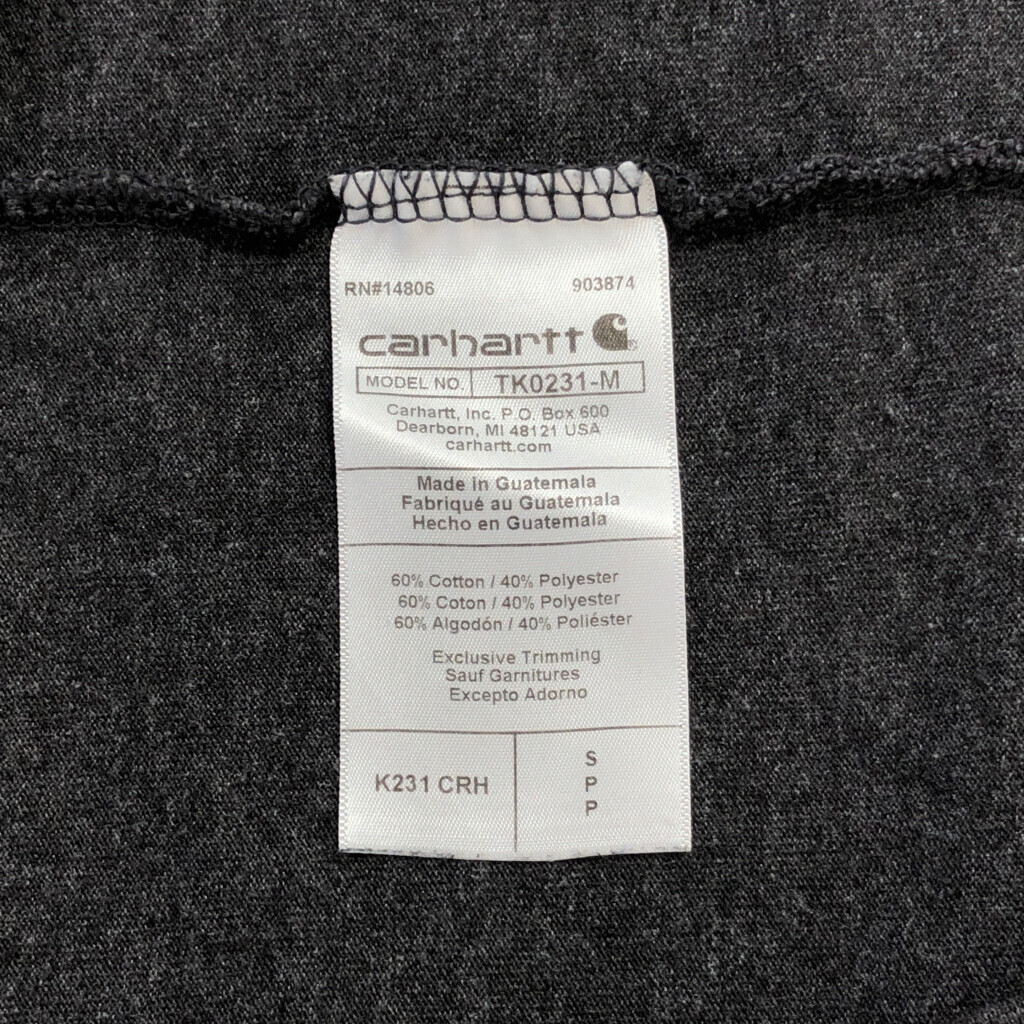 RN#14806 903874
carhartt
MODEL NO. TK0231-M
Carhartt, Inc. P.O. Box 600
Dearborn, MI 48121 USA
carhartt.com
Made in Guatemala
Fabriqué au Guatemala
Hecho en Guatemala
60% Cotton / 40% Polyester
60% Coton / 40% Polyester
60% Algodón / 40% Poliéster
Exclusive Trimming
Sauf Garnitures
Excepto Adorno
K231 CRH
S
P
P